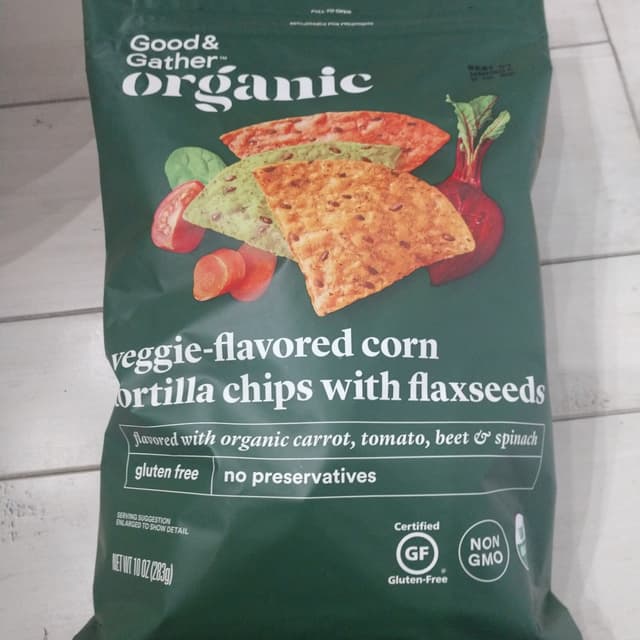 Good&
Gather™
organic
veggie-flavored corn
tortilla chips with flaxseeds
flavored with organic carrot, tomato, beet & spinach
gluten free
no preservatives
SERVING SUGGESTION
ENLARGED TO SHOW DETAIL
NET WT 10 OZ (283g)
Certified
GF
Gluten-Free
NON
GMO